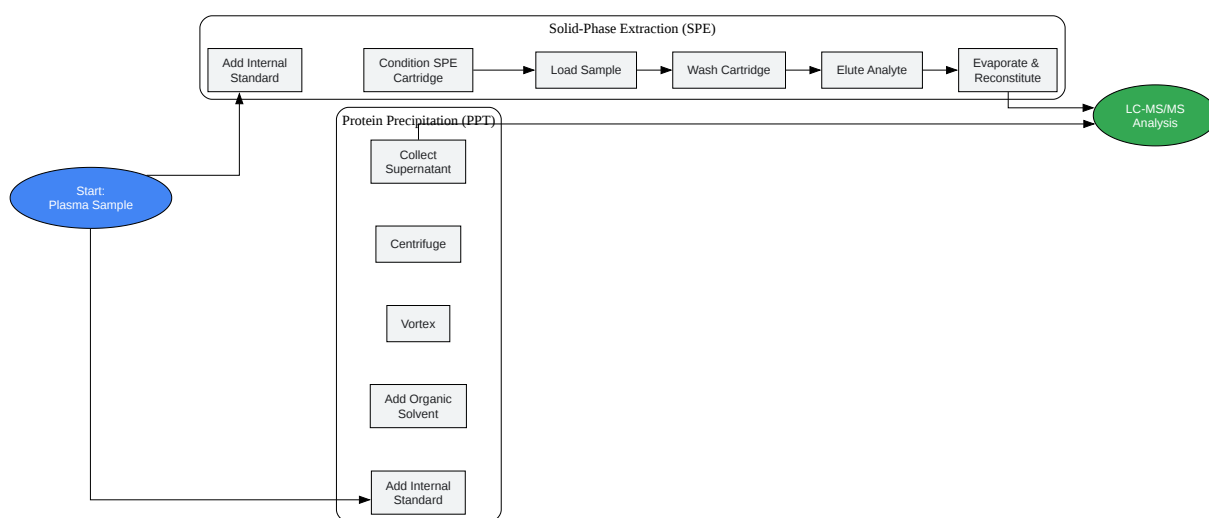 Solid-Phase Extraction (SPE)
Add Internal
Standard
Condition SPE
Cartridge
Load Sample
Wash Cartridge
Elute Analyte
Evaporate &
Reconstitute
LC-MS/MS
Analysis
Protein Precipitation (PPT)
Collect
Supernatant
Start:
Plasma Sample
Centrifuge
Vortex
Add Organic
Solvent
Add Internal
Standard